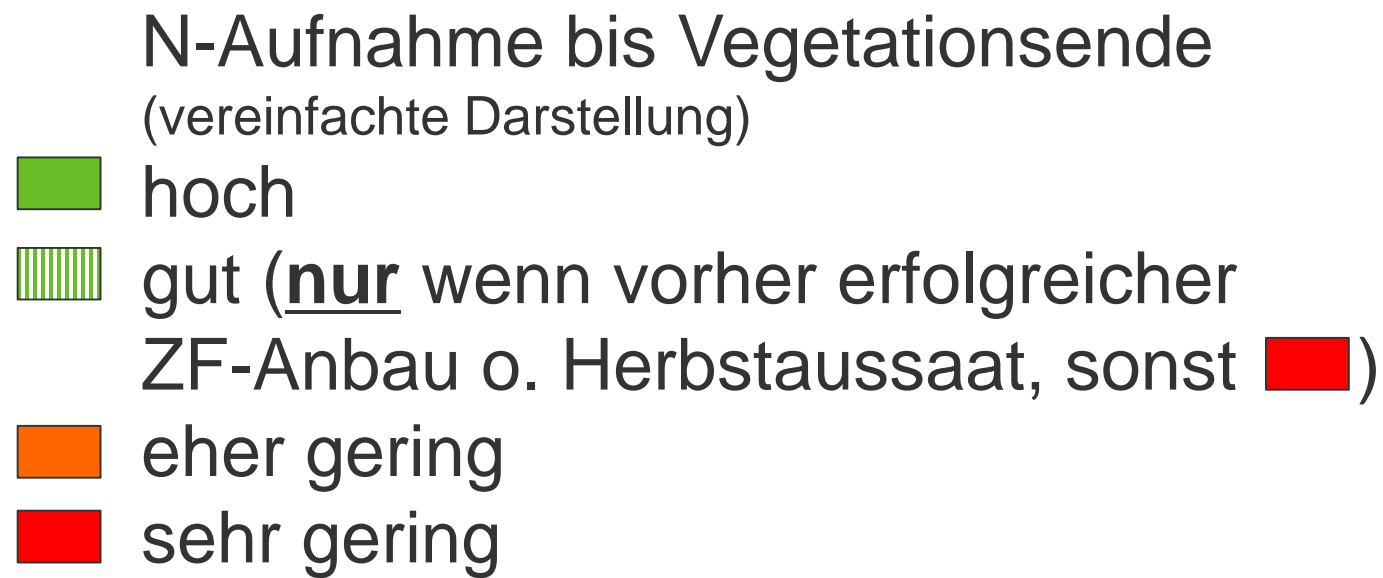 N-Aufnahme bis Vegetationsende
(vereinfachte Darstellung)
hoch
gut (nur wenn vorher erfolgreicher
ZF-Anbau o. Herbstaussaat, sonst )
eher gering
sehr gering